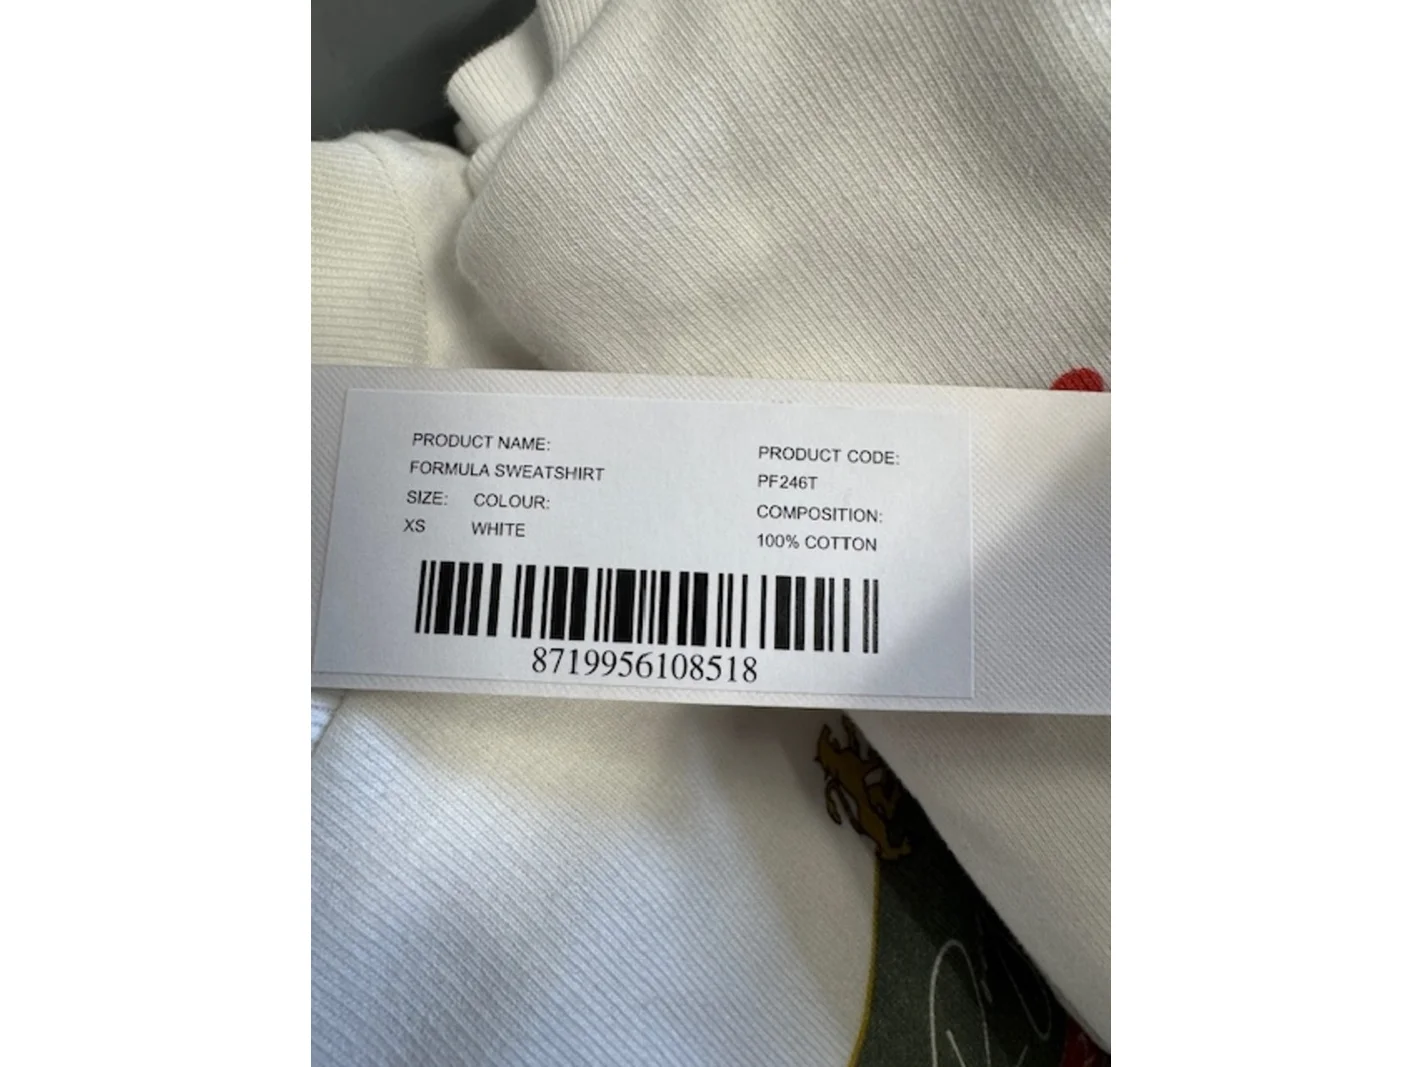 PRODUCT NAME:
FORMULA SWEATSHIRT
SIZE: COLOUR:
XS WHITE
PRODUCT CODE:
PF246T
COMPOSITION:
100% COTTON
8719956108518